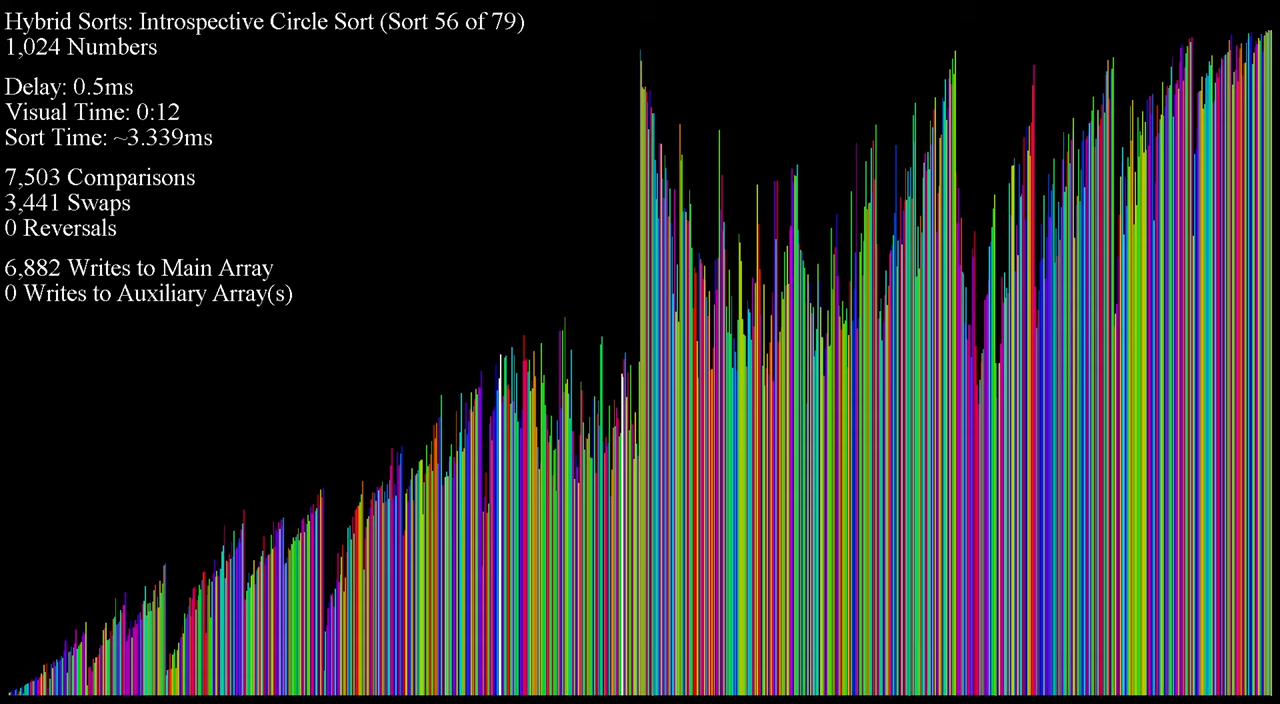 Hybrid Sorts: Introspective Circle Sort (Sort 56 of 79)
1,024 Numbers
Delay: 0.5ms
Visual Time: 0:12
Sort Time: ~3.339ms
7,503 Comparisons
3,441 Swaps
0 Reversals
6,882 Writes to Main Array
0 Writes to Auxiliary Array(s)